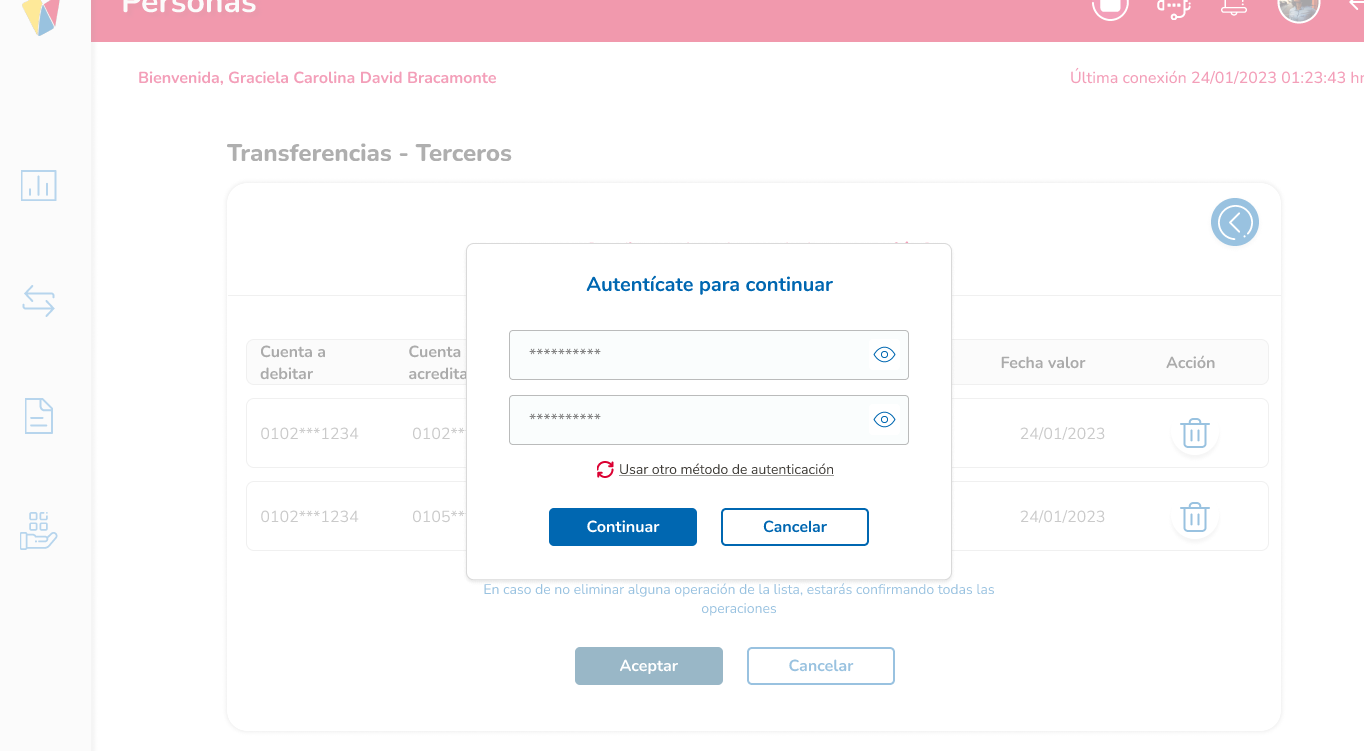 Personas
Bienvenida, Graciela Carolina David Bracamonte
Última conexión 24/01/2023 01:23:43
Transferencias - Terceros
Autentícate para continuar
**********
**********
Usar otro método de autenticación
Continuar
Cancelar
Cuenta a debitar
Cuenta
Fecha valor
Acción
0102***1234
0102**
24/01/2023
0102***1234
0105**
24/01/2023
En caso de no eliminar alguna operación de la lista, estarás confirmando todas las
operaciones
Aceptar
Cancelar